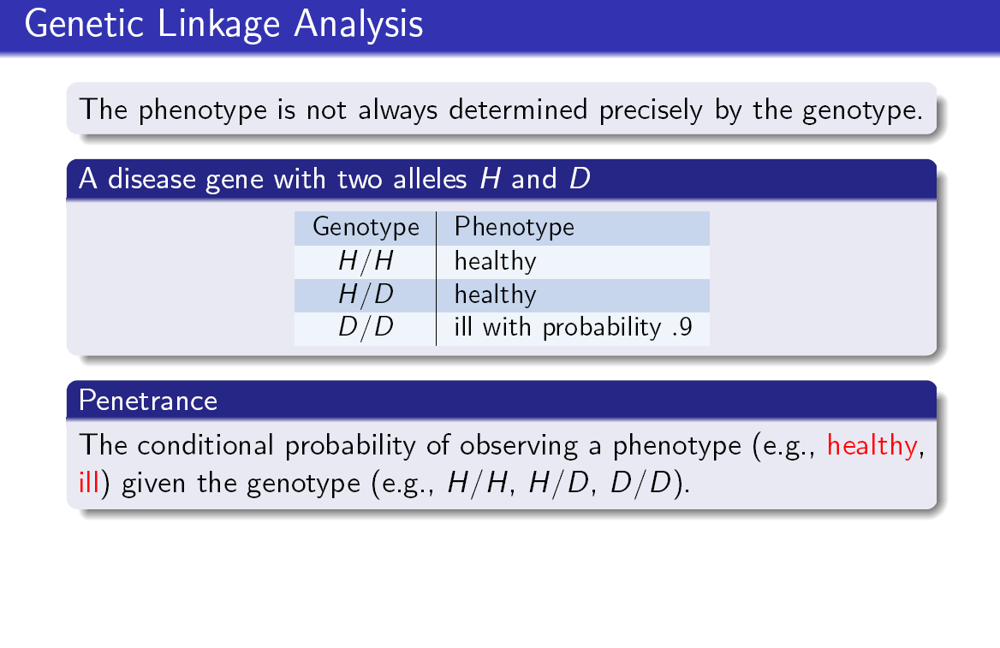 Genetic Linkage Analysis
The phenotype is not always determined precisely by the genotype.
A disease gene with two alleles H and D
Genotype Phenotype
H/H healthy
H/D healthy
D/D ill with probability .9
Penetrance
The conditional probability of observing a phenotype (e.g., healthy,
ill) given the genotype (e.g., H/H, H/D, D/D).